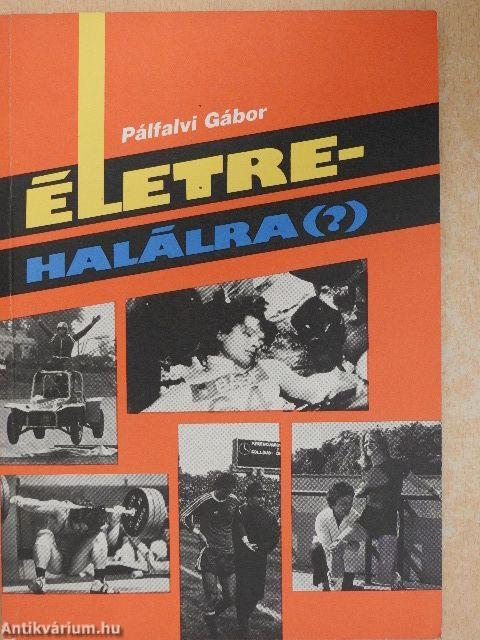 Pálfalvi Gábor
ÉLETRE-
HALÁLRA(?)
Antikvárium.hu